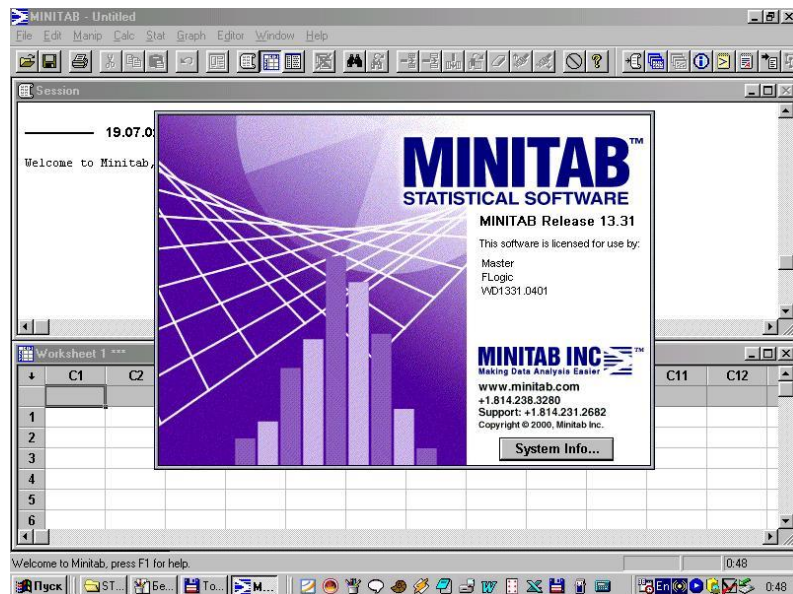 MINITAB - Untitled
File Edit Manip Calc Stat Graph Editor Window Help
Session
19.07.0
Welcome to Minitab,
MINITAB™
STATISTICAL SOFTWARE
MINITAB Release 13.31
This software is licensed for use by:
Master
FLogic
WD1331.0401
MINITAB INC™
Making Data Analysis Easier
www.minitab.com
+1.814.238.3280
Support: +1.814.231.2682
Copyright © 2000, Minitab Inc.
System Info...
Worksheet 1 ***
C1 C2 C11 C12
1
2
3
4
5
6
Welcome to Minitab, press F1 for help.
0:48
Пуск ST... Бе... To... M... En 0:48